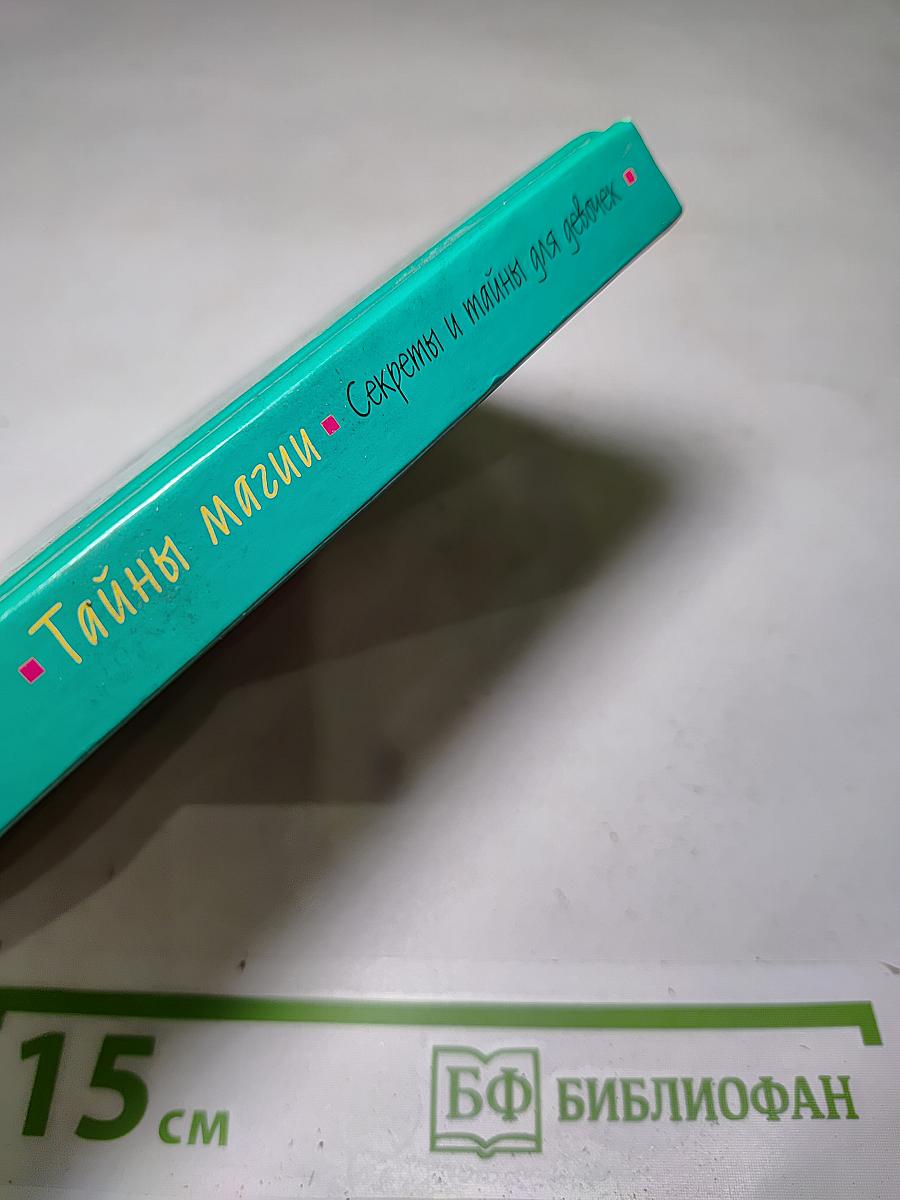 Тайны магии ▪ Секреты и тайны для девочек
15 см
БФ БИБЛИОФАН